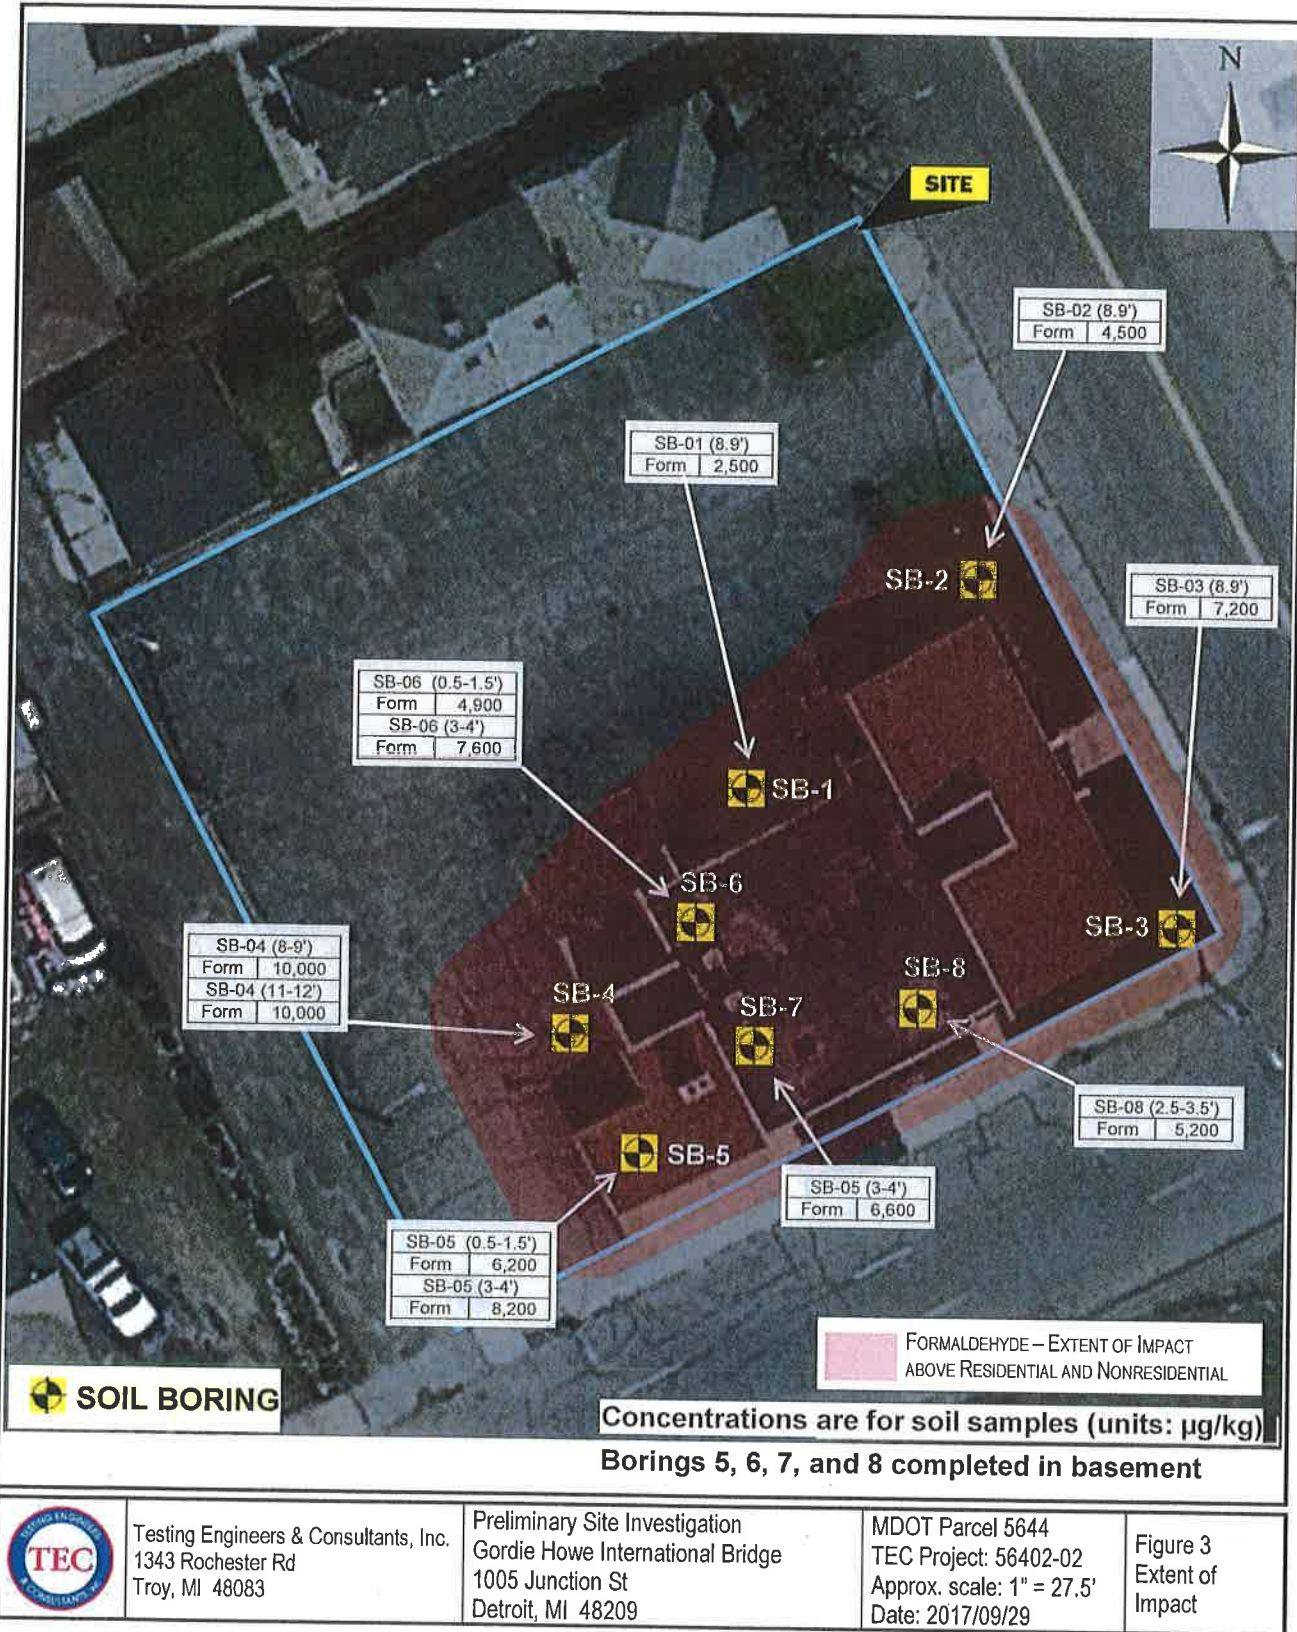 N
SITE
SB-02 (8.9')
Form 4,500
SB-01 (8.9')
Form 2,500
SB-2
SB-03 (8.9')
Form 7,200
SB-06 (0.5-1.5')
Form 4,900
SB-06 (3-4')
Form 7,600
SB-1
SB-6
SB-3
SB-04 (8-9')
Form 10,000
SB-04 (11-12')
Form 10,000
SB-4
SB-8
SB-7
SB-08 (2.5-3.5')
Form 5,200
SB-5
SB-05 (3-4')
Form 6,600
SB-05 (0.5-1.5')
Form 6,200
SB-05 (3-4')
Form 8,200
FORMALDEHYDE – EXTENT OF IMPACT
ABOVE RESIDENTIAL AND NONRESIDENTIAL
SOIL BORING
Concentrations are for soil samples (units: µg/kg)
Borings 5, 6, 7, and 8 completed in basement
TESTING ENGINEERS
TEC
& CONSULTANTS, INC.
Testing Engineers & Consultants, Inc.
1343 Rochester Rd
Troy, MI 48083
Preliminary Site Investigation
Gordie Howe International Bridge
1005 Junction St
Detroit, MI 48209
MDOT Parcel 5644
TEC Project: 56402-02
Approx. scale: 1" = 27.5'
Date: 2017/09/29
Figure 3
Extent of
Impact